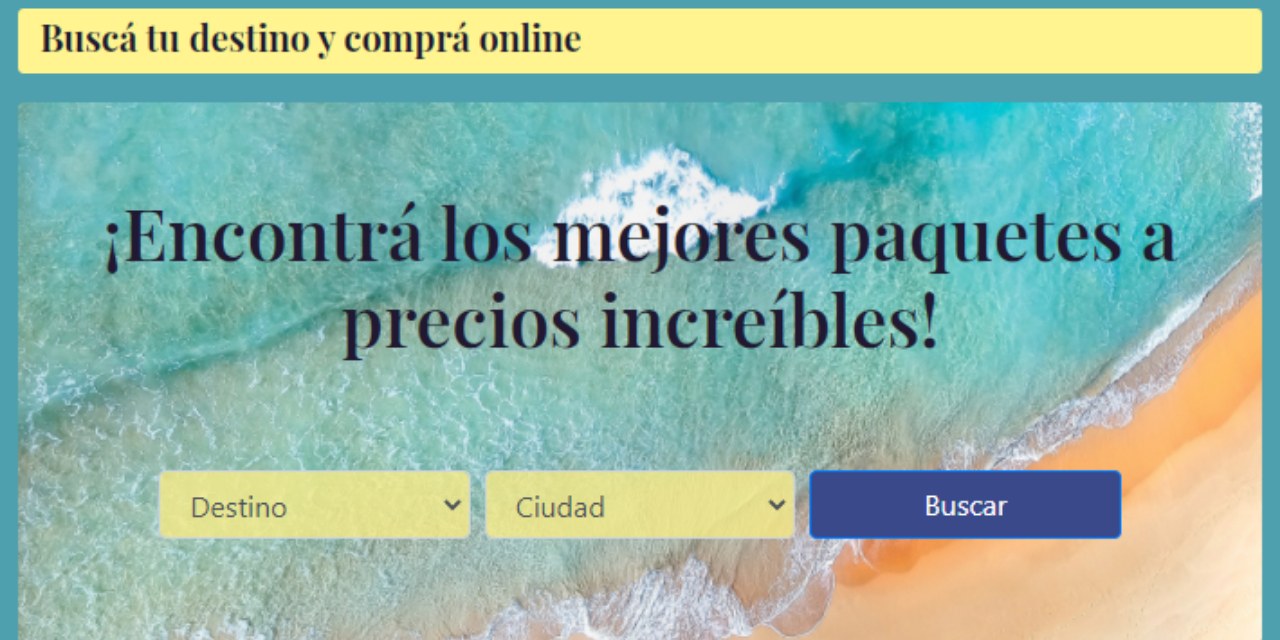 Buscá tu destino y comprá online
¡Encontrá los mejores paquetes a
precios increíbles!
Destino
Ciudad
Buscar